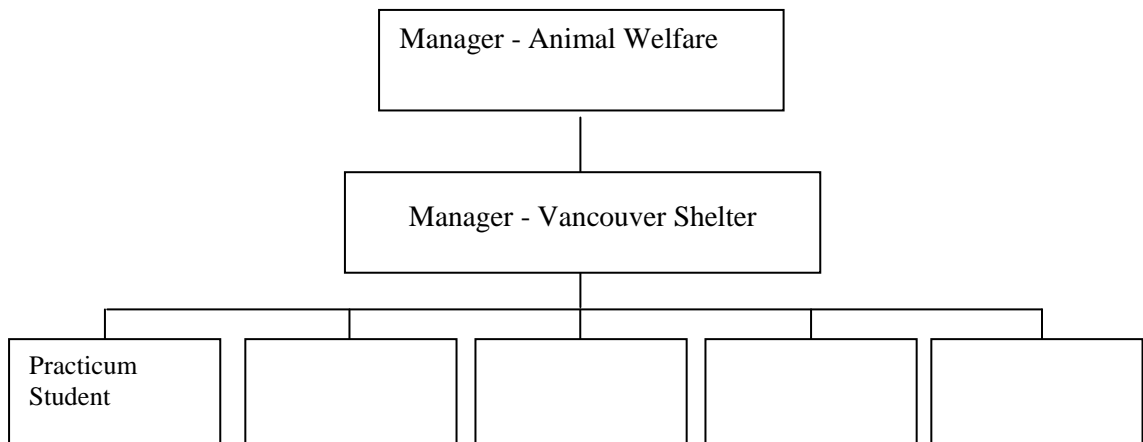 Manager - Animal Welfare
Manager - Vancouver Shelter
Practicum
Student